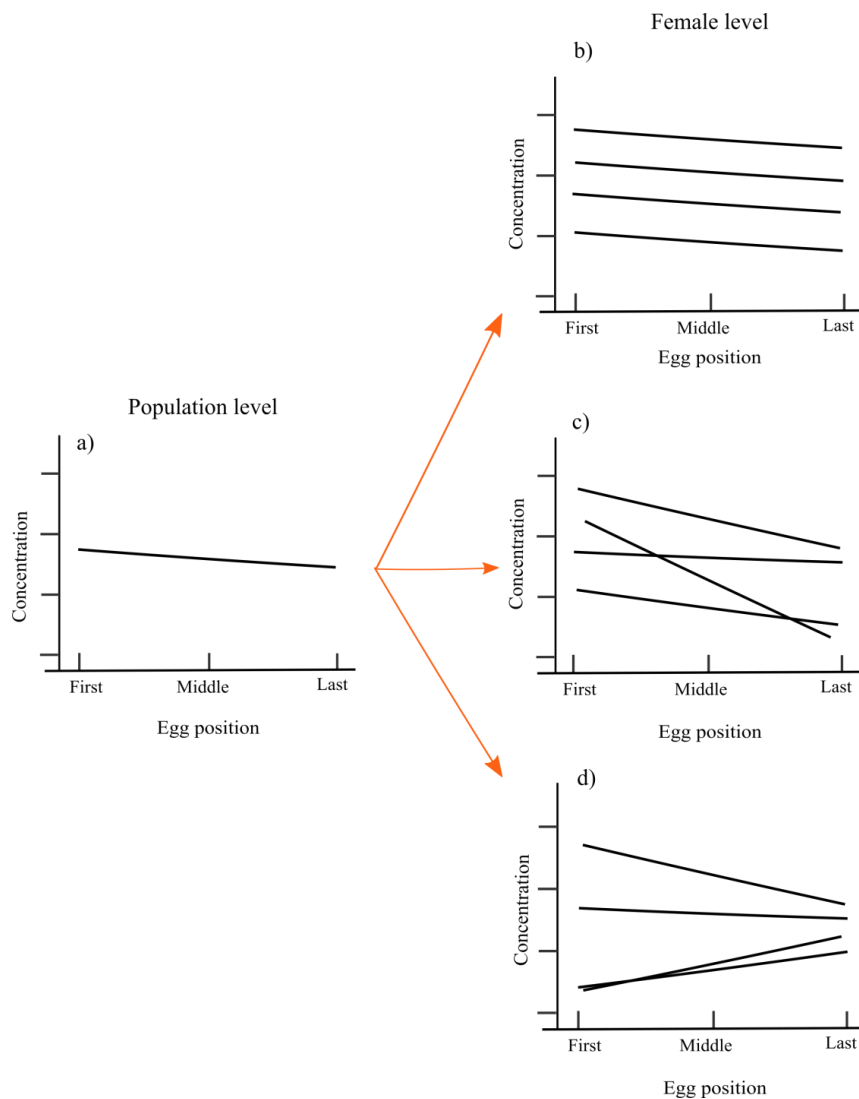 Female level
b)
Concentration
First Middle Last
Egg position
Population level
a)
Concentration
First Middle Last
Egg position
c)
Concentration
First Middle Last
Egg position
d)
Concentration
First Middle Last
Egg position